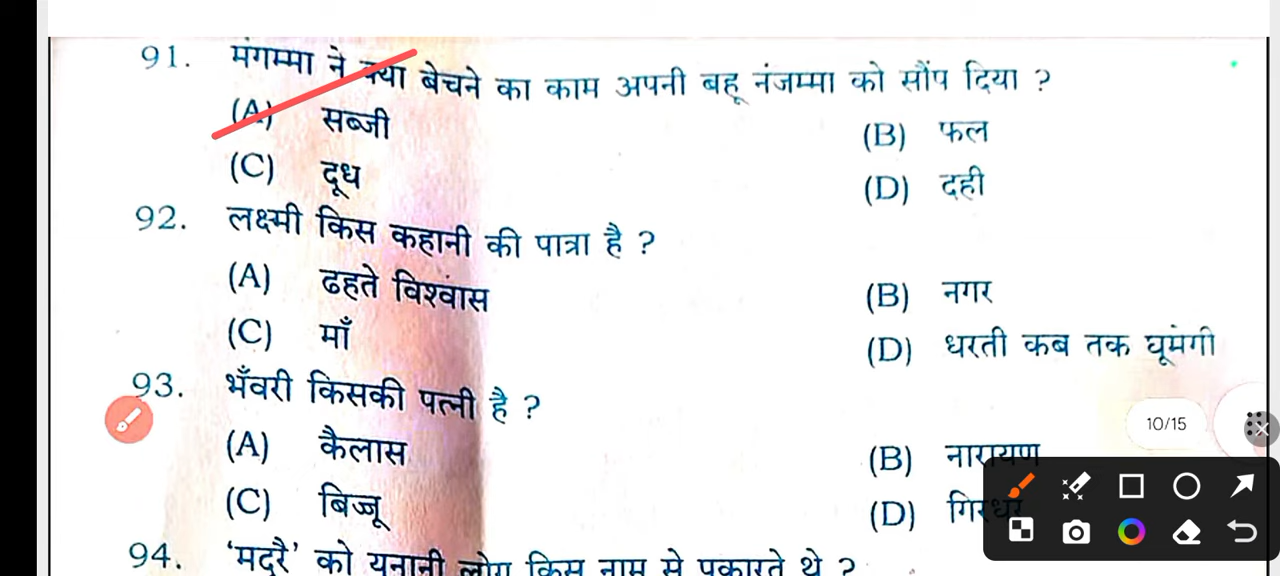 91. मंगम्मा ने क्या बेचने का काम अपनी बहू नंजम्मा को सौंप दिया ?
(A) सब्जी (B) फल
(C) दूध (D) दही
92. लक्ष्मी किस कहानी की पात्रा है ?
(A) ढहते विश्वास (B) नगर
(C) माँ (D) धरती कब तक घूमेगी
93. भँवरी किसकी पत्नी है ?
(A) कैलास (B) नारायण
10/15
(C) बिज्जू (D) गिरधर
94. 'मदुरै' को यूनानी लोग किस नाम से पुकारते थे ?